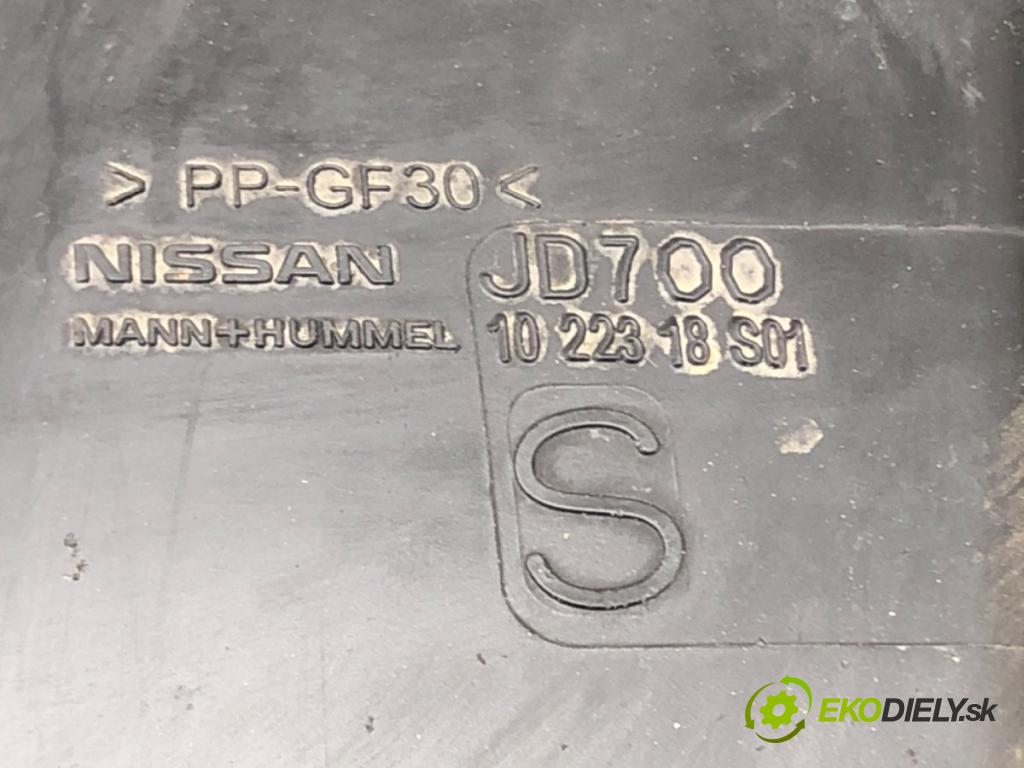 > PP-GF30 <
NISSAN JD700
MANN+HUMMEL 10 223 18 S01
S
EKODIELY.sk